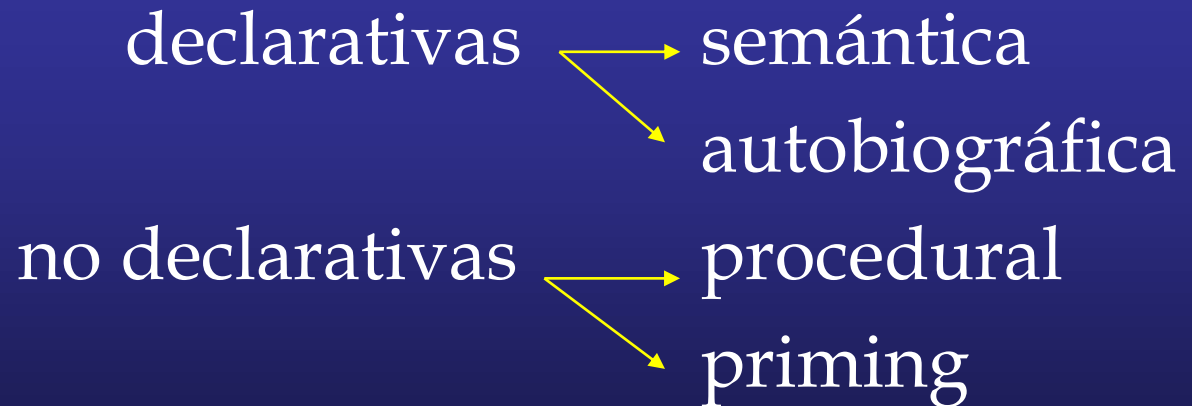 declarativas semántica
autobiográfica
no declarativas procedural
priming